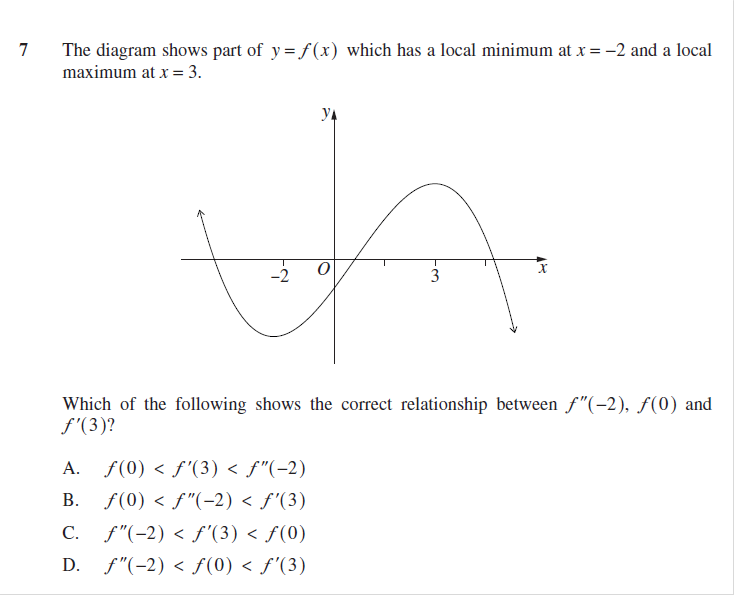 7 The diagram shows part of y = f(x) which has a local minimum at x = −2 and a local
maximum at x = 3.
y
−2 O 3 x
Which of the following shows the correct relationship between f″(−2), f(0) and
f′(3)?
A. f(0) < f′(3) < f″(−2)
B. f(0) < f″(−2) < f′(3)
C. f″(−2) < f′(3) < f(0)
D. f″(−2) < f(0) < f′(3)